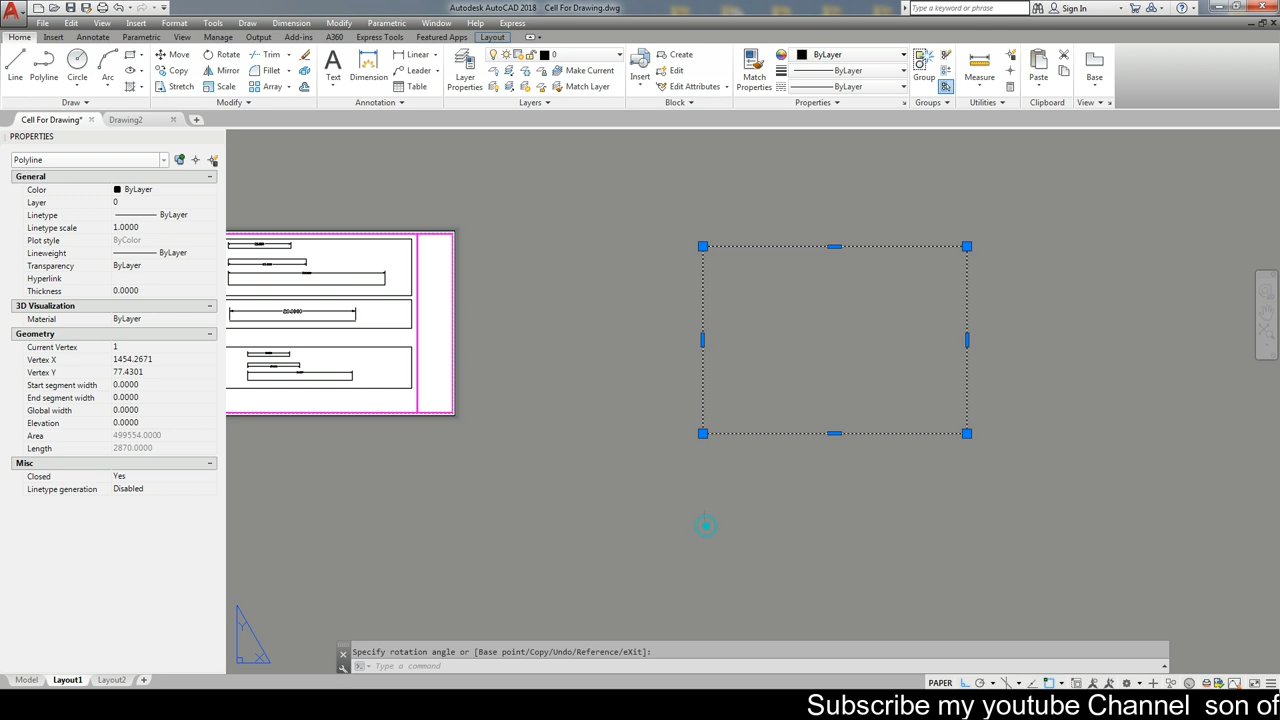 Autodesk AutoCAD 2018 Cell For Drawing.dwg
Type a keyword or phrase
Sign In
File Edit View Insert Format Tools Draw Dimension Modify Parametric Window Help Express
Home Insert Annotate Parametric View Manage Output Add-ins A360 Express Tools Featured Apps Layout
Line Polyline Circle Arc
Move Rotate Trim
Copy Mirror Fillet
Stretch Scale Array
Text Dimension
Linear
Leader
Table
Layer Properties
0
Make Current
Match Layer
Insert
Create
Edit
Edit Attributes
Match Properties
ByLayer
ByLayer
ByLayer
Group
Measure
Paste
Base
Draw Modify Annotation Layers Block Properties Groups Utilities Clipboard View
Cell For Drawing* Drawing2
PROPERTIES
Polyline
General
Color ByLayer
Layer 0
Linetype ByLayer
Linetype scale 1.0000
Plot style ByColor
Lineweight ByLayer
Transparency ByLayer
Hyperlink
Thickness 0.0000
3D Visualization
Material ByLayer
Geometry
Current Vertex 1
Vertex X 1454.2671
Vertex Y 77.4301
Start segment width 0.0000
End segment width 0.0000
Global width 0.0000
Elevation 0.0000
Area 499554.0000
Length 2870.0000
Misc
Closed Yes
Linetype generation Disabled
Y
X
Specify rotation angle or [Base point/Copy/Undo/Reference/eXit]:
Type a command
Model Layout1 Layout2
PAPER
Subscribe my youtube Channel son of